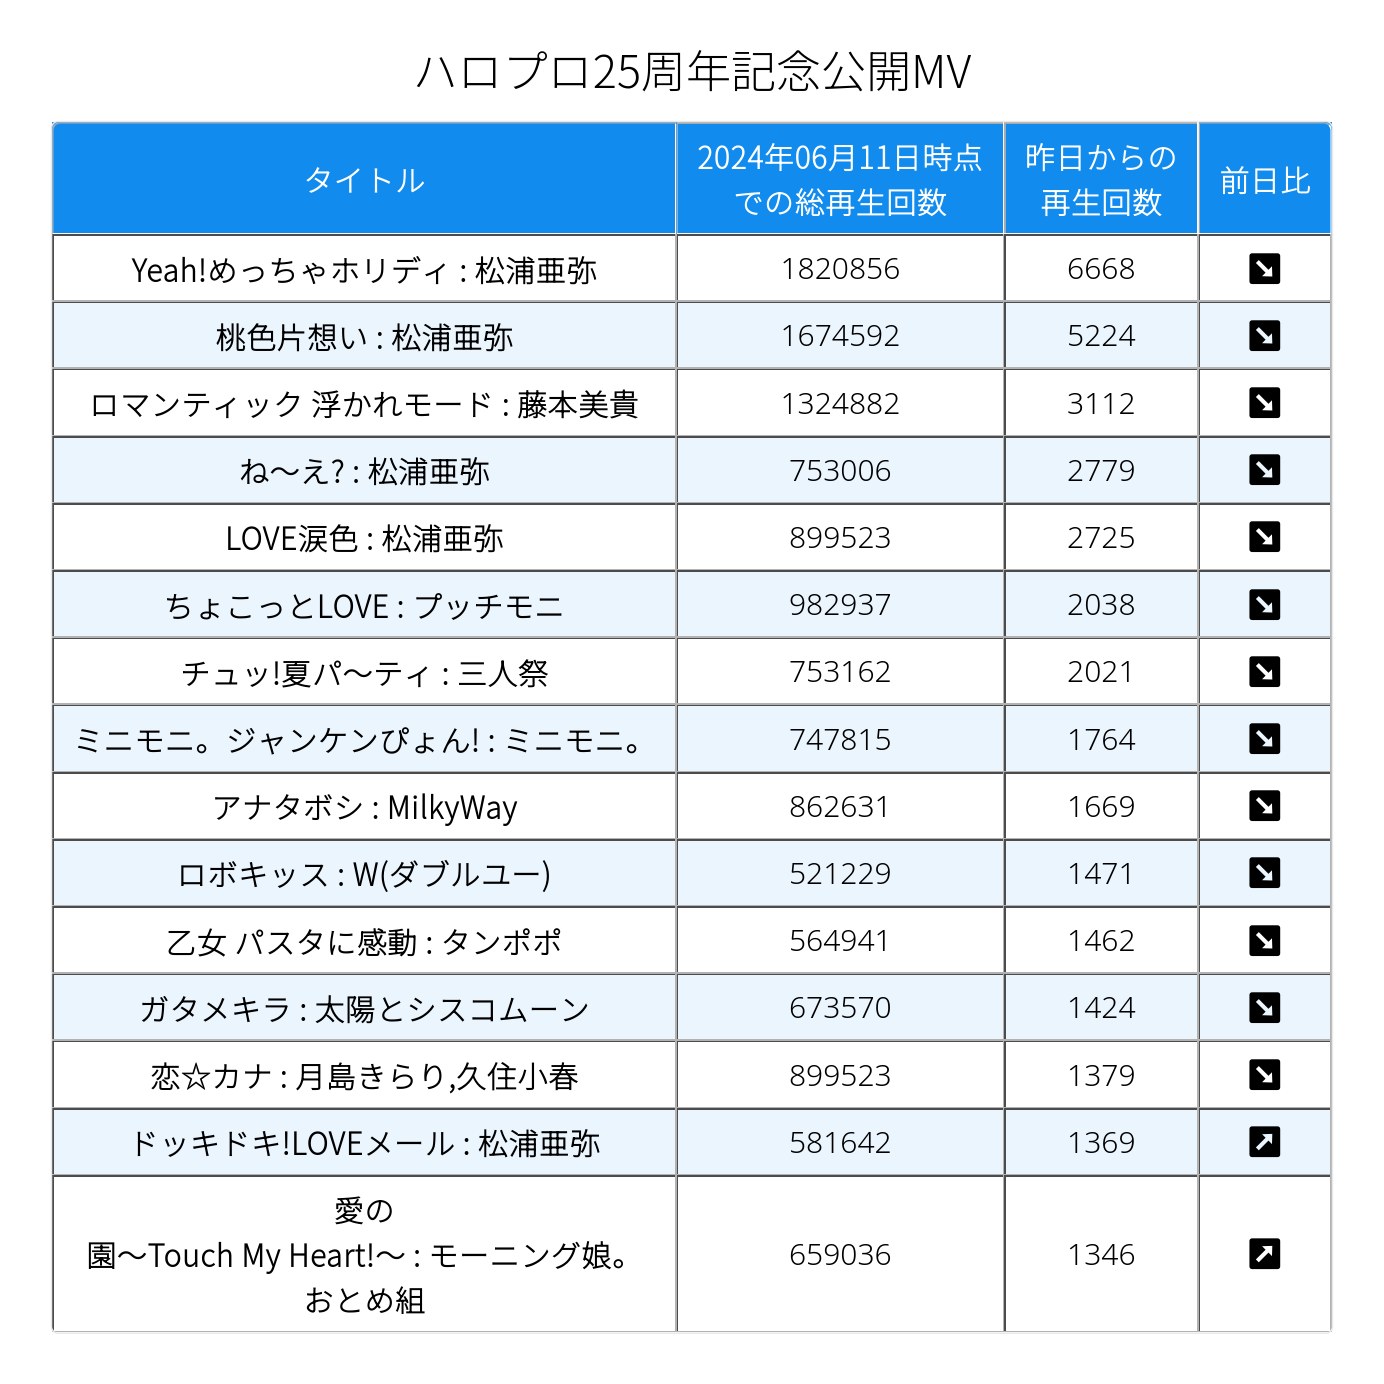 ハロプロ25周年記念公開MV
タイトル 2024年06月11日時点 昨日からの 前日比
での総再生回数 再生回数
Yeah!めっちゃホリディ : 松浦亜弥 1820856 6668
桃色片想い : 松浦亜弥 1674592 5224
ロマンティック 浮かれモード : 藤本美貴 1324882 3112
ね〜え? : 松浦亜弥 753006 2779
LOVE涙色 : 松浦亜弥 899523 2725
ちょこっとLOVE : プッチモニ 982937 2038
チュッ!夏パ〜ティ : 三人祭 753162 2021
ミニモニ。ジャンケンぴょん! : ミニモニ。 747815 1764
アナタボシ : MilkyWay 862631 1669
ロボキッス : W(ダブルユー) 521229 1471
乙女 パスタに感動 : タンポポ 564941 1462
ガタメキラ : 太陽とシスコムーン 673570 1424
恋☆カナ : 月島きらり,久住小春 899523 1379
ドッキドキ!LOVEメール : 松浦亜弥 581642 1369
愛の
園〜Touch My Heart!〜 : モーニング娘。 659036 1346
おとめ組